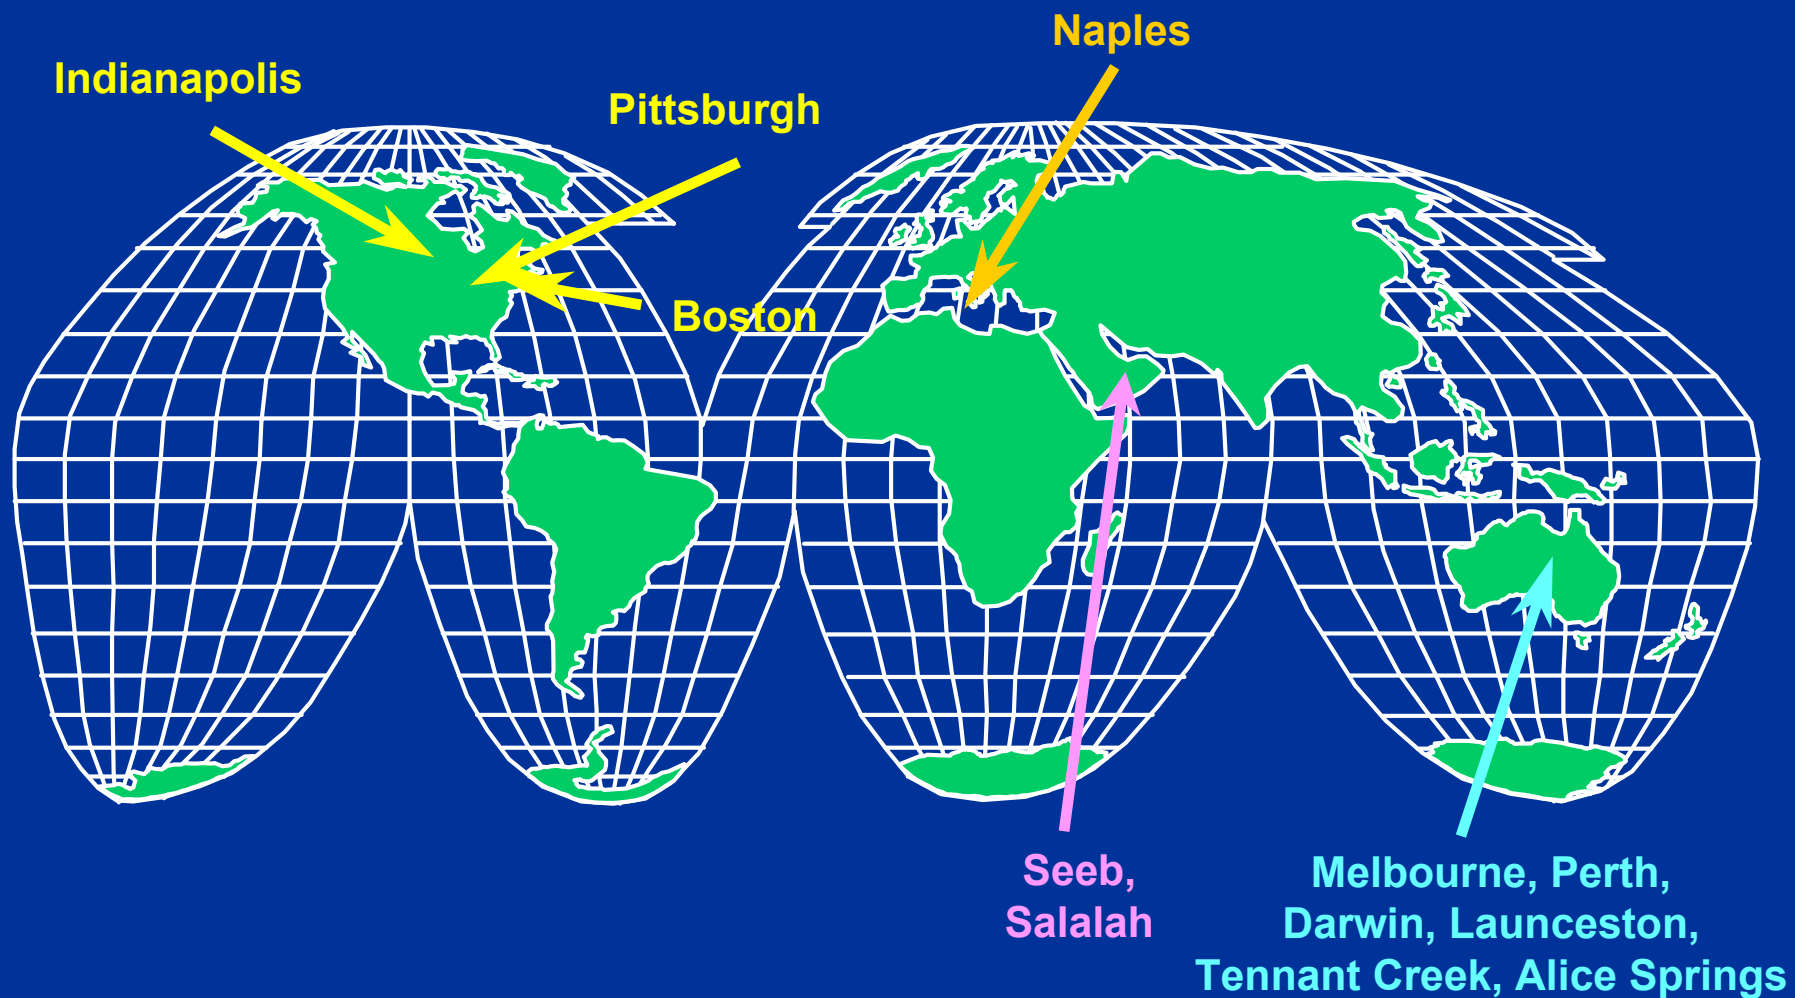 Naples
Indianapolis
Pittsburgh
Boston
Seeb,
Salalah
Melbourne, Perth,
Darwin, Launceston,
Tennant Creek, Alice Springs